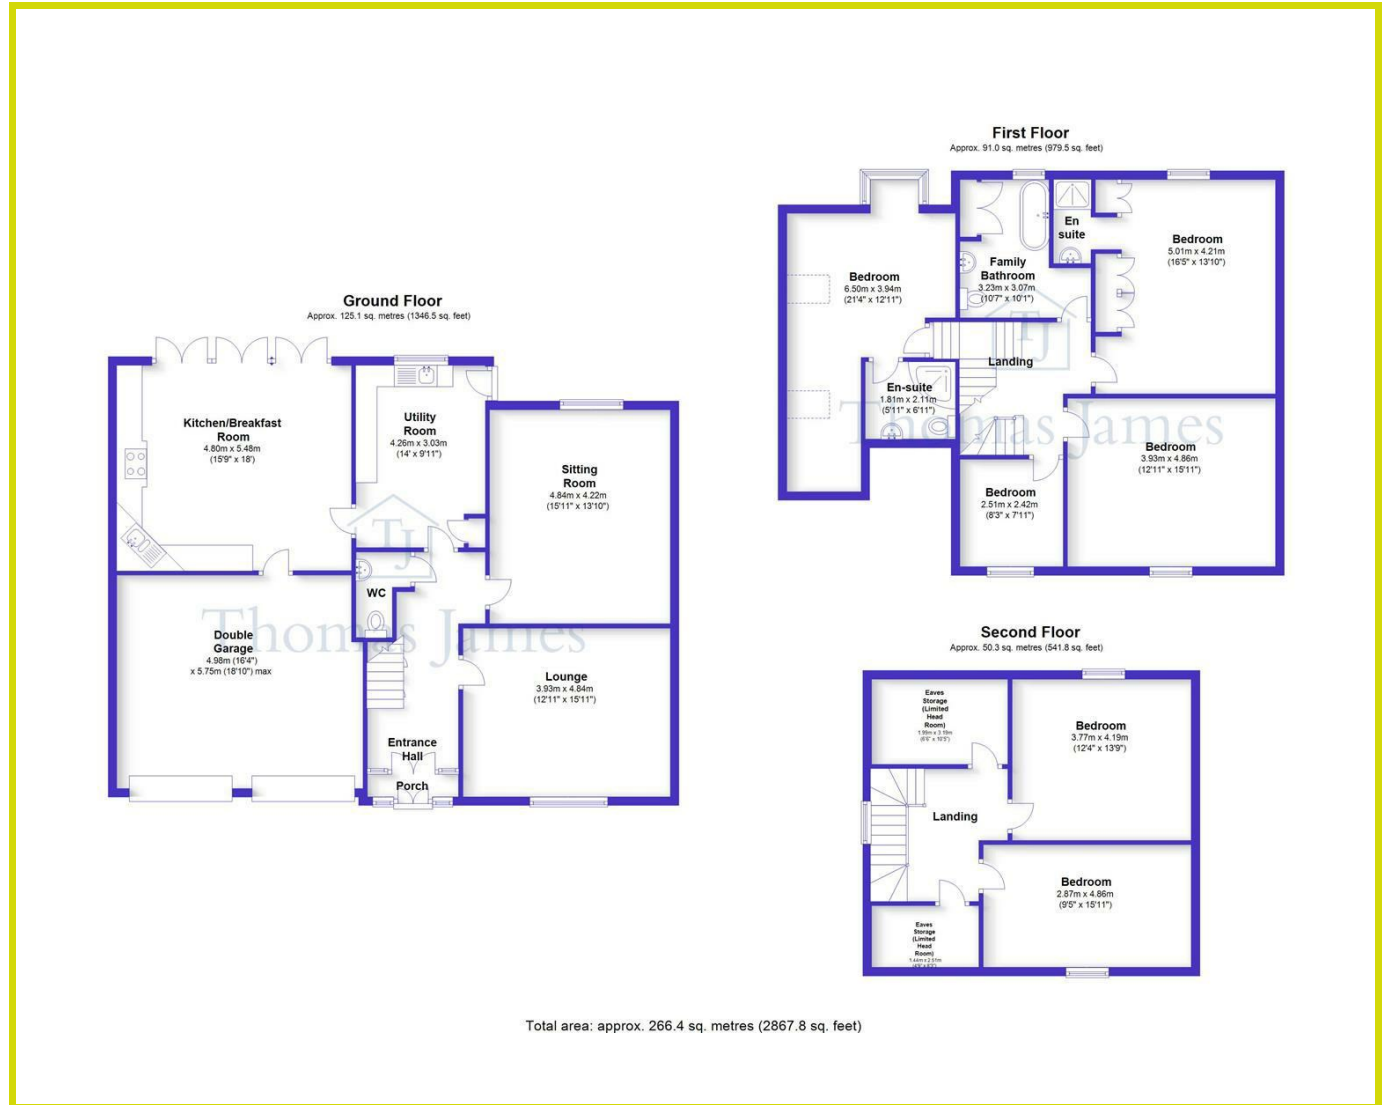 Ground Floor
Approx. 125.1 sq. metres (1346.5 sq. feet)
Kitchen/Breakfast
Room
4.80m x 5.48m
(15'9" x 18')
Utility
Room
4.26m x 3.03m
(14' x 9'11")
Sitting
Room
4.84m x 4.22m
(15'11" x 13'10")
TJ
WC
Thomas James
Double
Garage
4.98m (16'4")
x 5.75m (18'10") max
Lounge
3.93m x 4.84m
(12'11" x 15'11")
Entrance
Hall
Porch
First Floor
Approx. 91.0 sq. metres (979.5 sq. feet)
Bedroom
6.50m x 3.94m
(21'4" x 12'11")
Family
Bathroom
3.23m x 3.07m
(10'7" x 10'1")
En
suite
Bedroom
5.01m x 4.21m
(16'5" x 13'10")
TJ
Landing
En-suite
1.81m x 2.11m
(5'11" x 6'11")
Thomas James
Bedroom
3.93m x 4.86m
(12'11" x 15'11")
Bedroom
2.51m x 2.42m
(8'3" x 7'11")
Second Floor
Approx. 50.3 sq. metres (541.8 sq. feet)
Eaves
Storage
(Limited
Head
Room)
Bedroom
3.77m x 4.19m
(12'4" x 13'9")
Landing
Bedroom
2.87m x 4.86m
(9'5" x 15'11")
Eaves
Storage
(Limited
Head
Room)
Total area: approx. 266.4 sq. metres (2867.8 sq. feet)